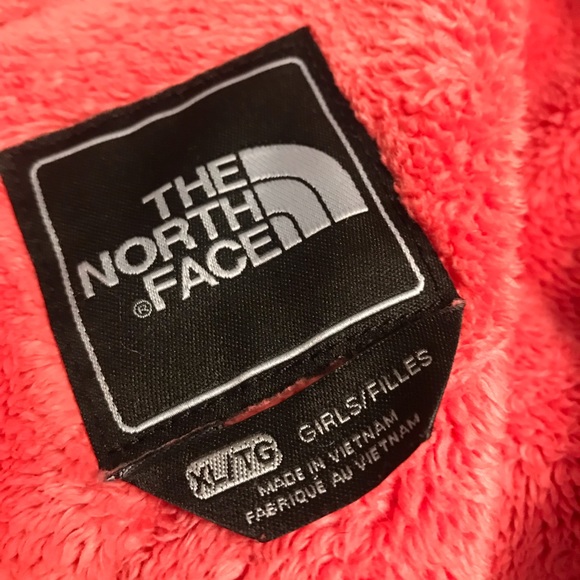 THE
NORTH
FACE
®
XL/TG
GIRLS/FILLES
MADE IN VIETNAM
FABRIQUÉ AU VIETNAM